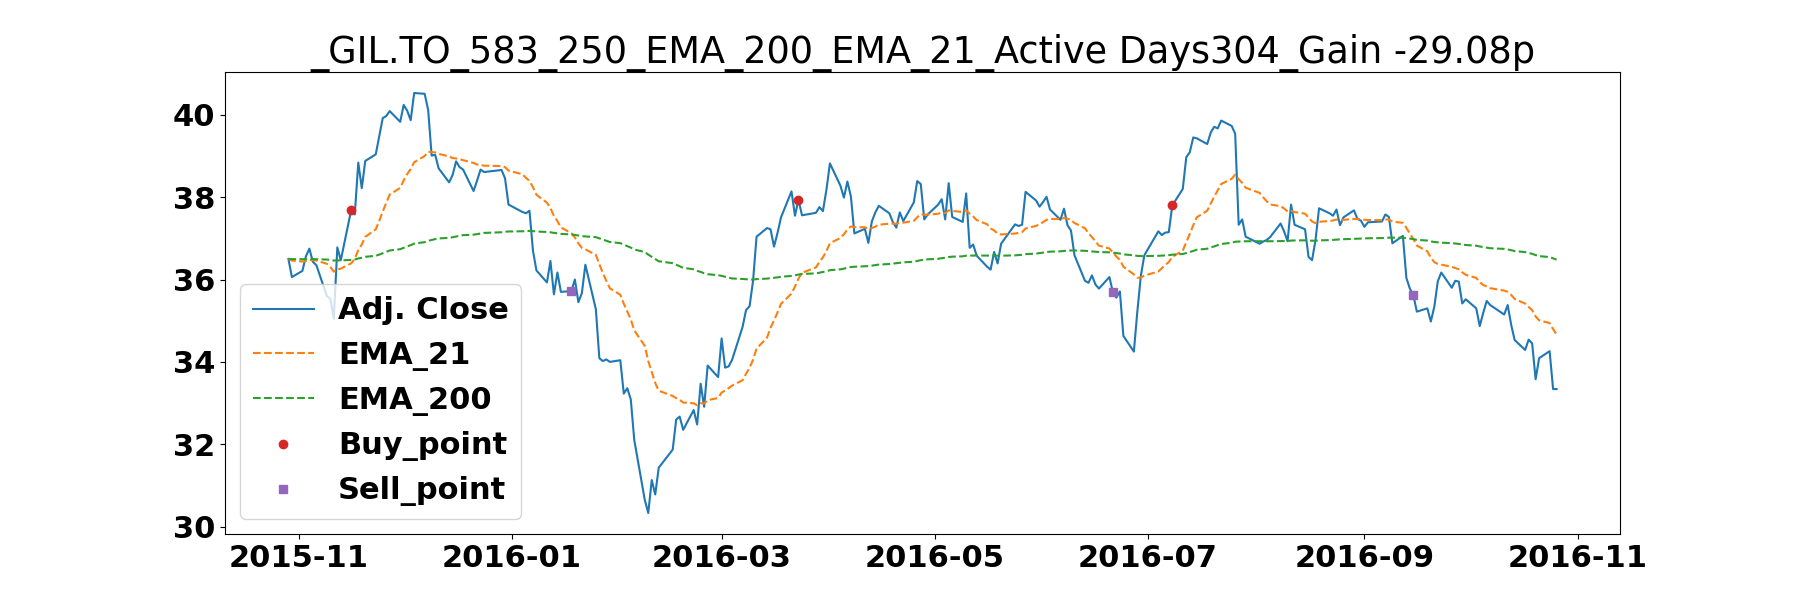 _GIL.TO_583_250_EMA_200_EMA_21_Active Days304_Gain -29.08p
40
38
36
34
32
30
Adj. Close
EMA_21
EMA_200
Buy_point
Sell_point
2015-11 2016-01 2016-03 2016-05 2016-07 2016-09 2016-11